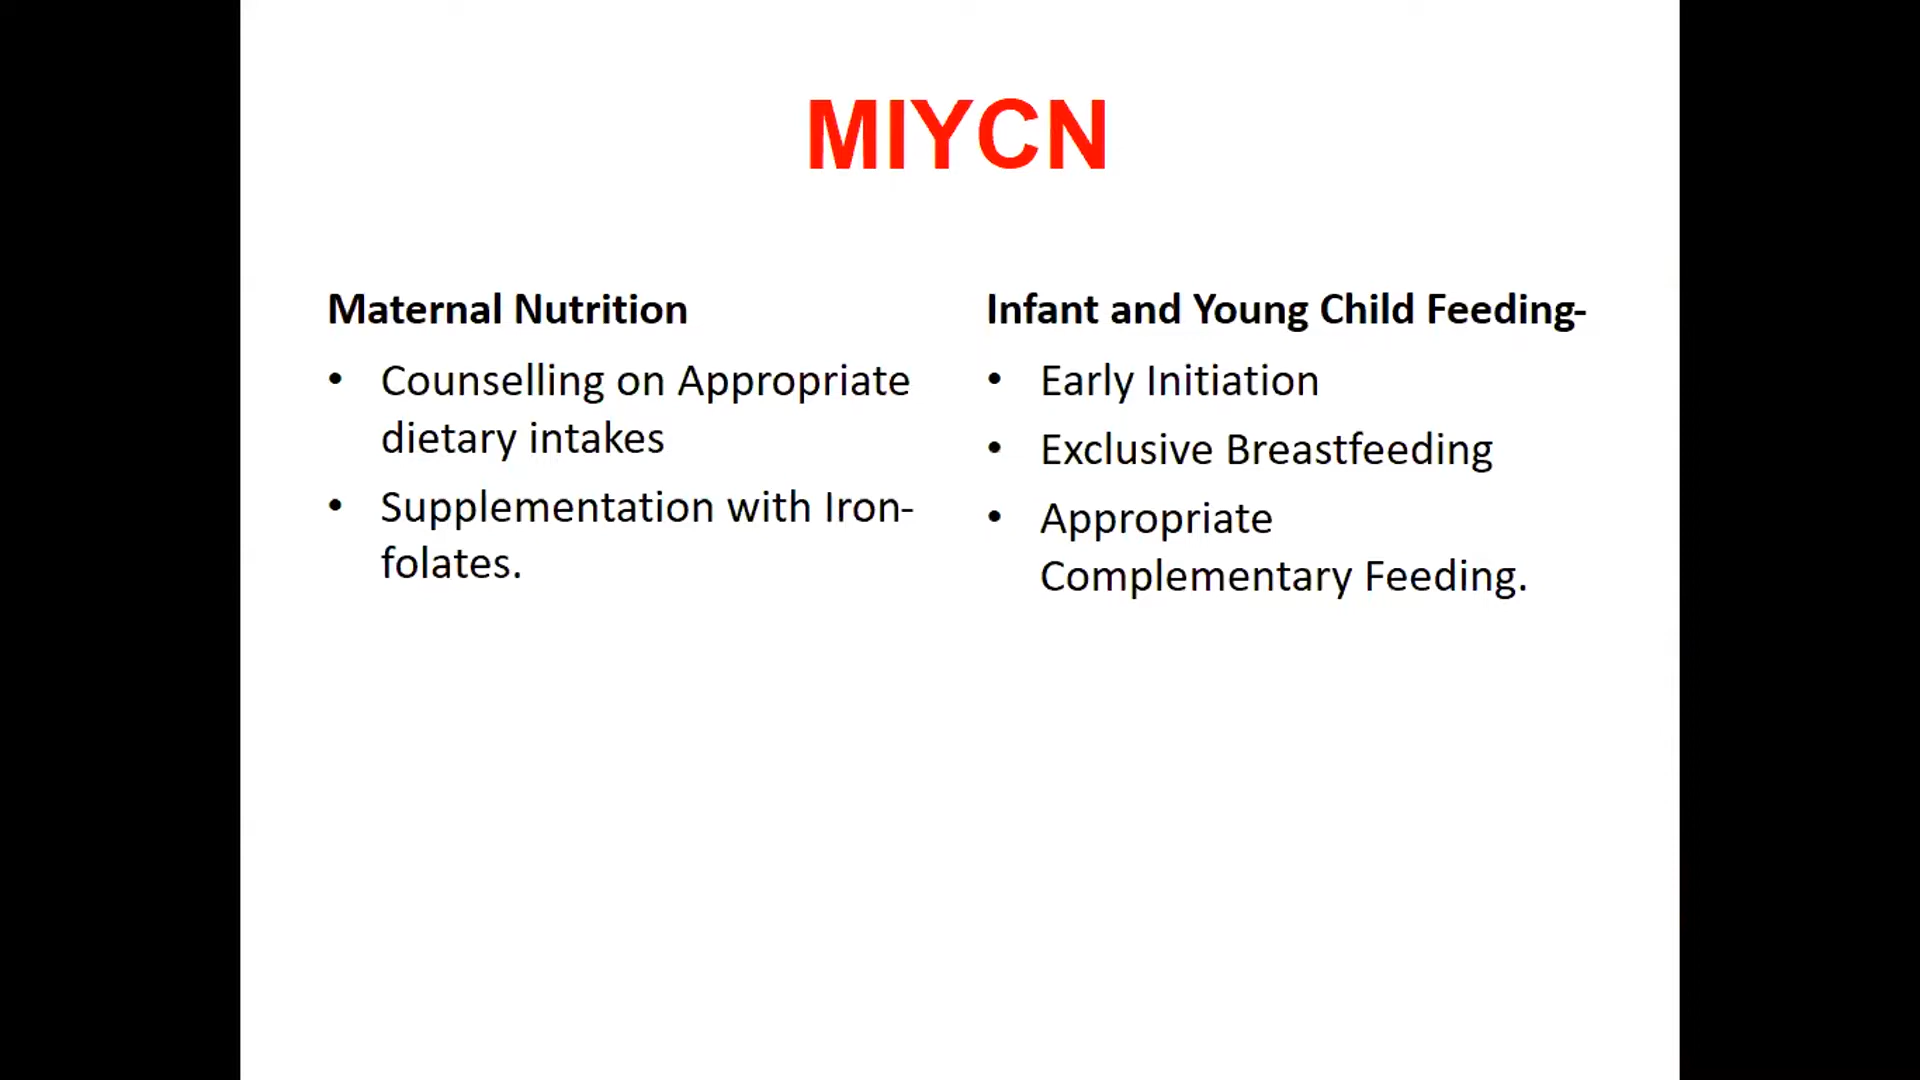 MIYCN
Maternal Nutrition
• Counselling on Appropriate
dietary intakes
• Supplementation with Iron-
folates.
Infant and Young Child Feeding-
• Early Initiation
• Exclusive Breastfeeding
• Appropriate
Complementary Feeding.